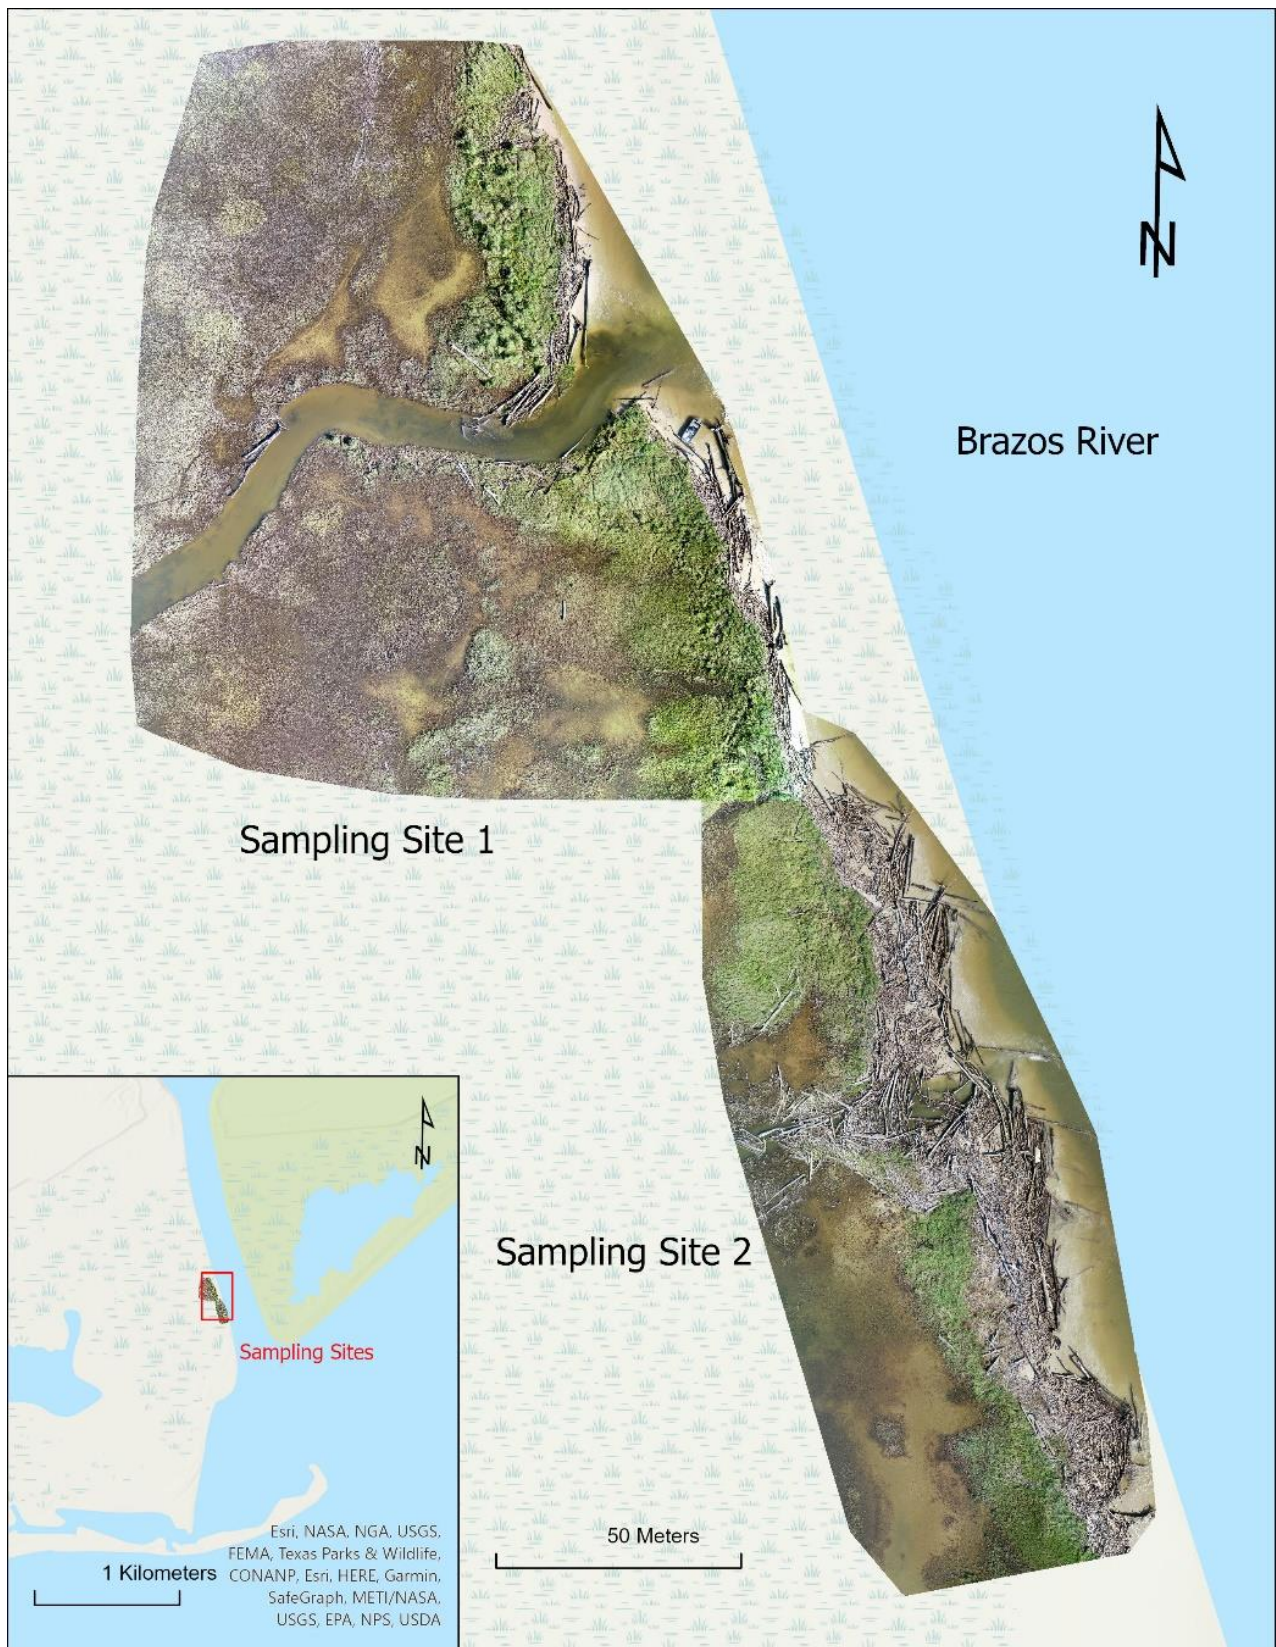 N
Brazos River
Sampling Site 1
N
Sampling Site 2
Sampling Sites
50 Meters
1 Kilometers
Esri, NASA, NGA, USGS,
FEMA, Texas Parks & Wildlife,
CONANP, Esri, HERE, Garmin,
SafeGraph, METI/NASA,
USGS, EPA, NPS, USDA